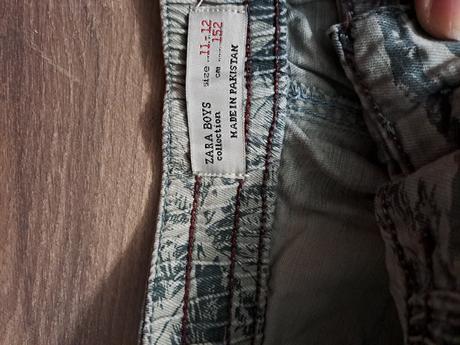 ZARA BOYS
collection
size ....11-12
cm ......152
MADE IN PAKISTAN